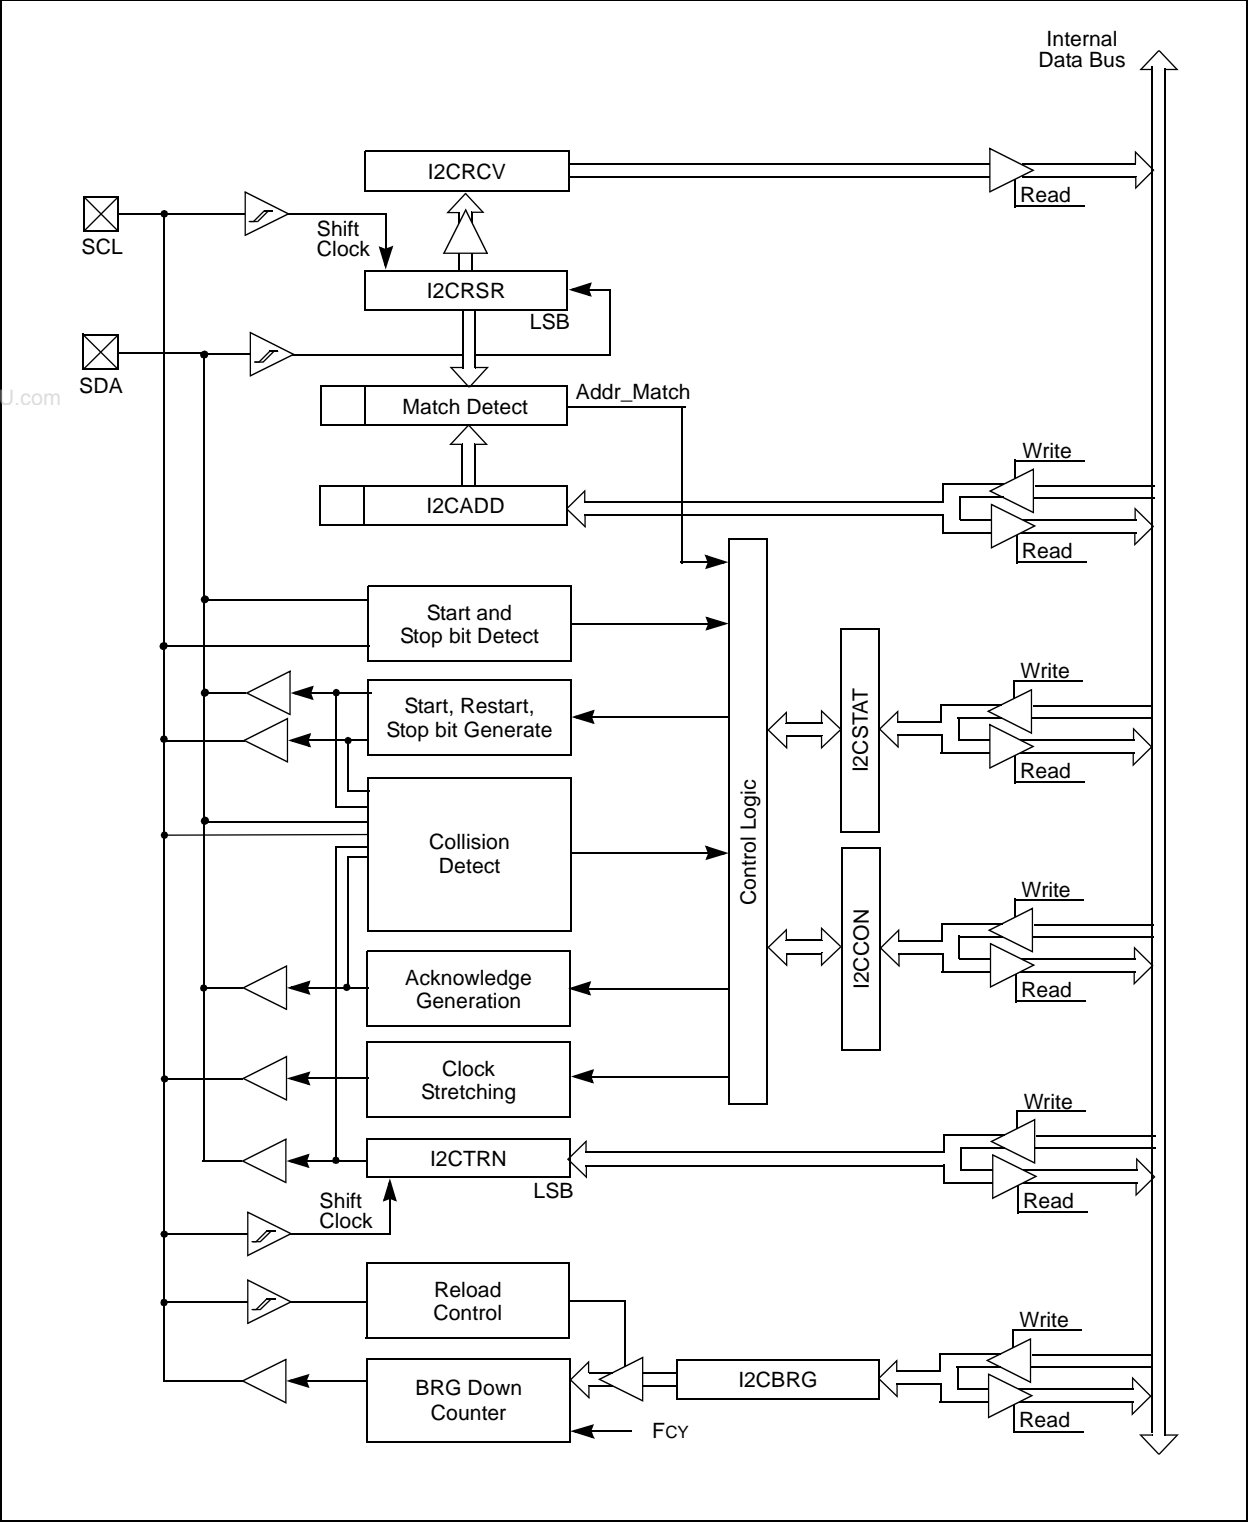 Internal
Data Bus
I2CRCV
Read
SCL
Shift
Clock
I2CRSR
LSB
SDA
U.com
Addr_Match
Match Detect
Write
I2CADD
Read
Start and
Stop bit Detect
Start, Restart,
Stop bit Generate
Write
I2CSTAT
Read
Collision
Detect
Control Logic
Write
I2CCON
Read
Acknowledge
Generation
Clock
Stretching
Write
I2CTRN
LSB
Read
Shift
Clock
Reload
Control
Write
BRG Down
Counter
I2CBRG
Read
FCY